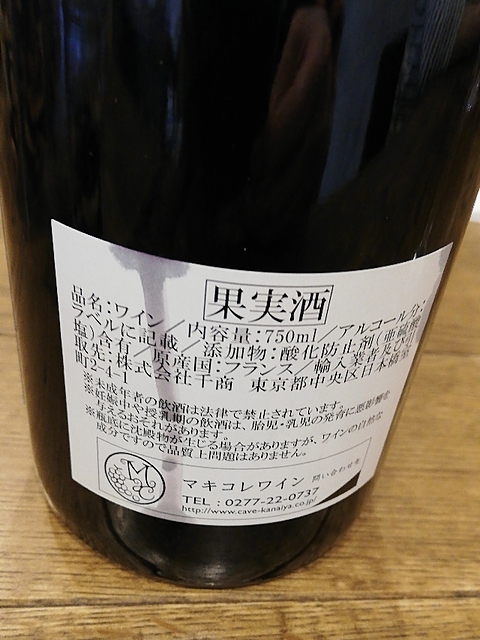 果実酒
品名：ワイン／内容量：750ml／アルコール分：
ラベルに記載／添加物：酸化防止剤（亜硫酸
塩）含有／原産国：フランス／輸入業者及び引
取先：株式会社千商 東京都中央区日本橋室
町2-4-1
※未成年者の飲酒は法律で禁止されています。
※妊娠中や授乳期の飲酒は、胎児・乳児の発育に悪影響を
与えるおそれがあります。
※瓶底に沈殿物が生じる場合がありますが、ワインの自然な
成分ですので品質上問題はありません。
マキコレワイン 問い合わせ先
TEL：0277-22-0737
http://www.cave-kanaiya.co.jp/